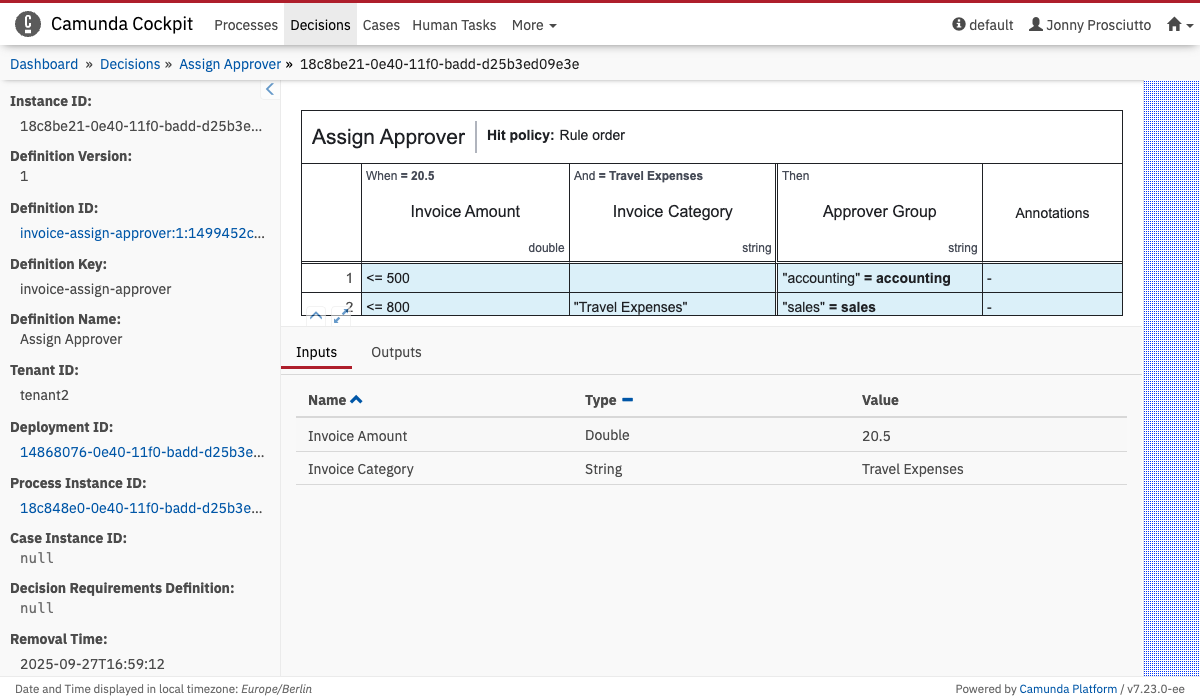 Camunda Cockpit Processes Decisions Cases Human Tasks More default Jonny Prosciutto
Dashboard » Decisions » Assign Approver » 18c8be21-0e40-11f0-badd-d25b3ed09e3e
Instance ID:
18c8be21-0e40-11f0-badd-d25b3e...
Definition Version:
1
Definition ID:
invoice-assign-approver:1:1499452c...
Definition Key:
invoice-assign-approver
Definition Name:
Assign Approver
Tenant ID:
tenant2
Deployment ID:
14868076-0e40-11f0-badd-d25b3e...
Process Instance ID:
18c848e0-0e40-11f0-badd-d25b3e...
Case Instance ID:
null
Decision Requirements Definition:
null
Removal Time:
2025-09-27T16:59:12
Assign Approver Hit policy: Rule order
When = 20.5 And = Travel Expenses Then
Invoice Amount Invoice Category Approver Group Annotations
double string string
1 <= 500 "accounting" = accounting -
2 <= 800 "Travel Expenses" "sales" = sales -
Inputs Outputs
Name Type Value
Invoice Amount Double 20.5
Invoice Category String Travel Expenses
Date and Time displayed in local timezone: Europe/Berlin Powered by Camunda Platform / v7.23.0-ee